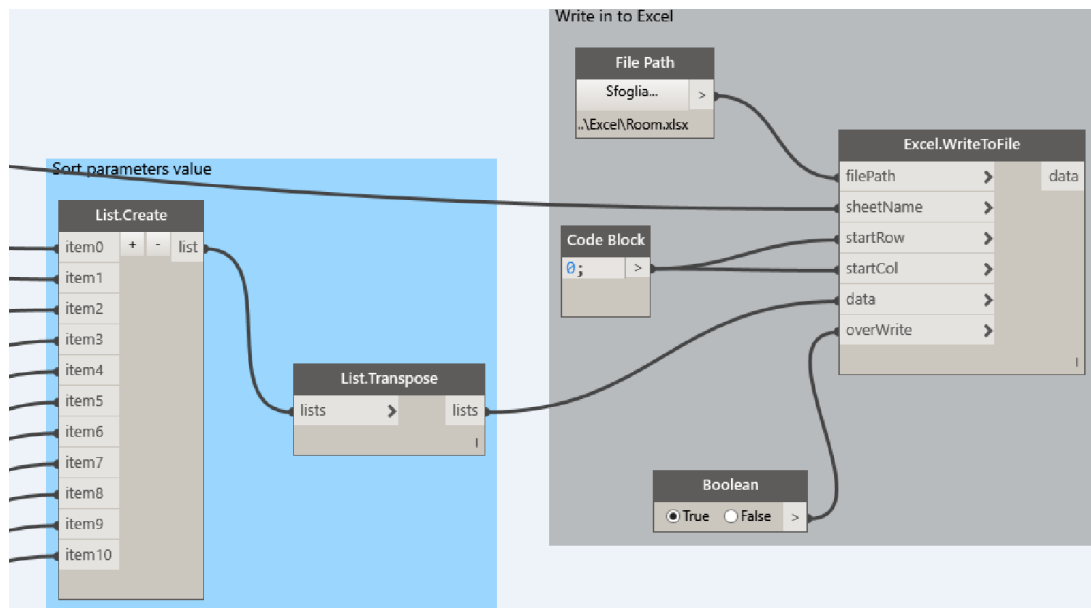 Write in to Excel
File Path
Sfoglia... >
..\Excel\Room.xlsx
Excel.WriteToFile
filePath > data
sheetName >
startRow >
startCol >
data >
overWrite >
l
Code Block
0; >
Boolean
True False >
Sort parameters value
List.Create
item0 + - list
item1
item2
item3
item4
item5
item6
item7
item8
item9
item10
List.Transpose
lists > lists
l